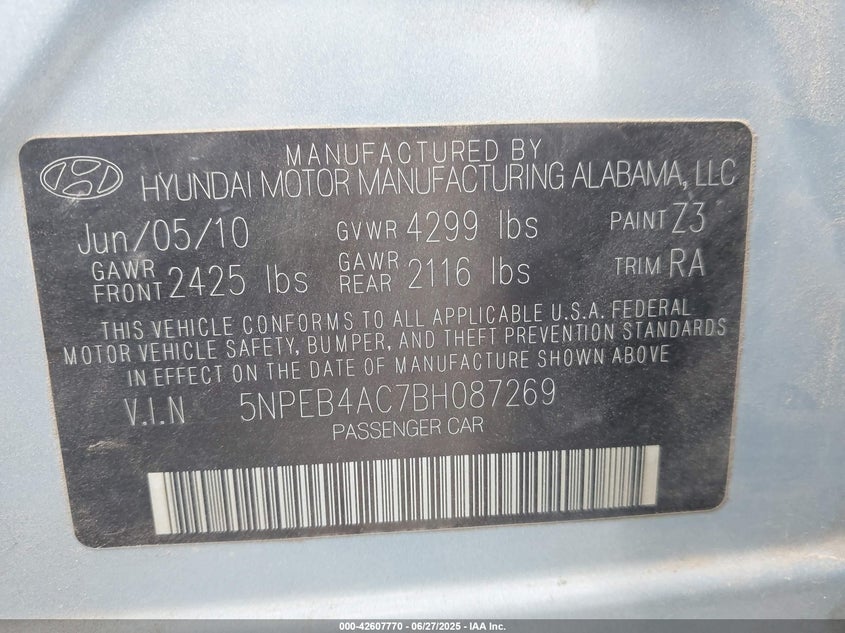 MANUFACTURED BY
HYUNDAI MOTOR MANUFACTURING ALABAMA, LLC
Jun/05/10 GVWR 4299 lbs PAINT Z3
GAWR FRONT 2425 lbs GAWR REAR 2116 lbs TRIM RA
THIS VEHICLE CONFORMS TO ALL APPLICABLE U.S.A. FEDERAL
MOTOR VEHICLE SAFETY, BUMPER, AND THEFT PREVENTION STANDARDS
IN EFFECT ON THE DATE OF MANUFACTURE SHOWN ABOVE
V.I.N 5NPEB4AC7BH087269
PASSENGER CAR
000-42607770 - 06/27/2025 - IAA Inc.